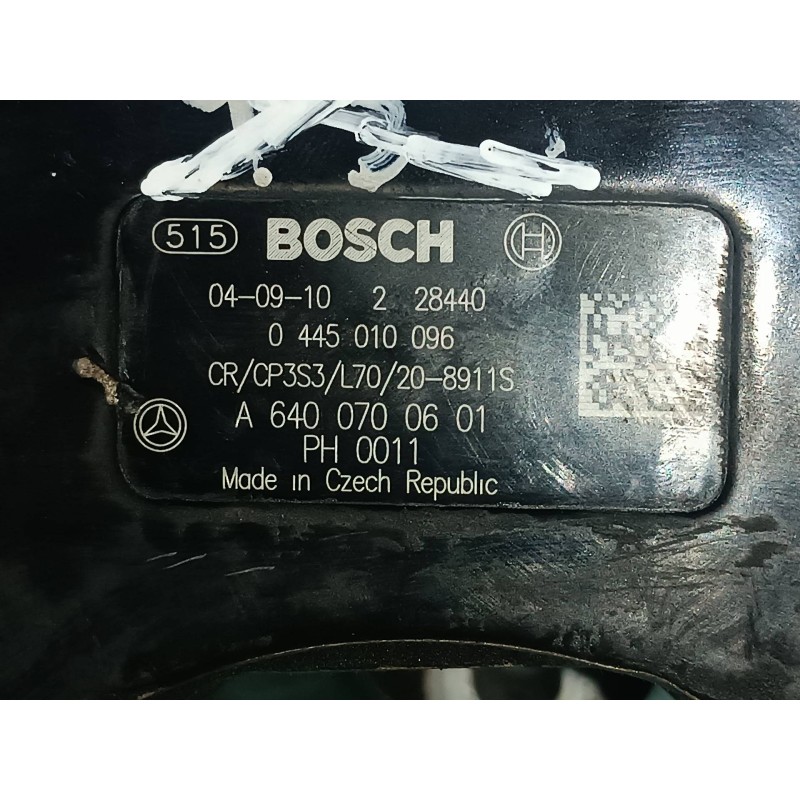 515 BOSCH
04-09-10 2 28440
0 445 010 096
CR/CP3S3/L70/20-8911S
A 640 070 06 01
PH 0011
Made in Czech Republic